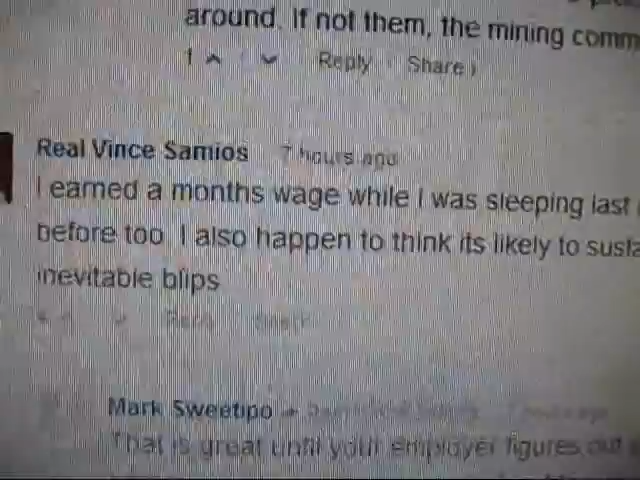 around. If not them, the mining comm
1 Reply Share ›
Real Vince Samios 7 hours ago
I earned a months wage while I was sleeping last
before too. I also happen to think its likely to susta
inevitable blips
Mark Sweetipo
That is great until your employer figures out